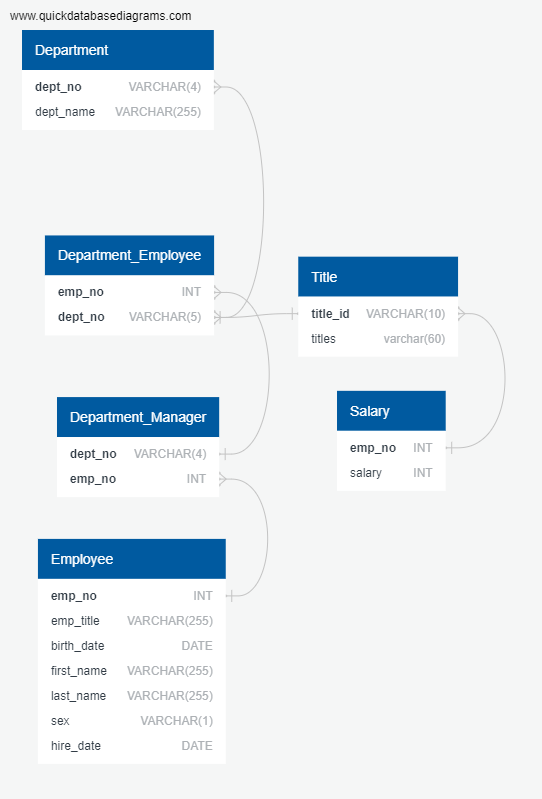 www.quickdatabasediagrams.com
Department
dept_no VARCHAR(4)
dept_name VARCHAR(255)
Department_Employee
emp_no INT
dept_no VARCHAR(5)
Title
title_id VARCHAR(10)
titles varchar(60)
Department_Manager
dept_no VARCHAR(4)
emp_no INT
Salary
emp_no INT
salary INT
Employee
emp_no INT
emp_title VARCHAR(255)
birth_date DATE
first_name VARCHAR(255)
last_name VARCHAR(255)
sex VARCHAR(1)
hire_date DATE